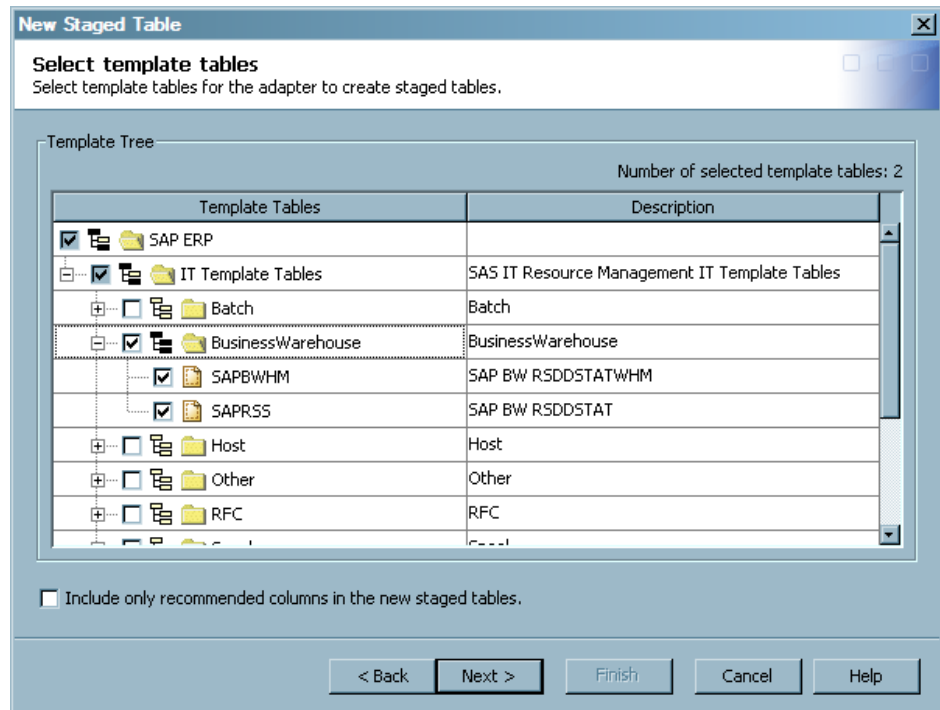 New Staged Table
Select template tables
Select template tables for the adapter to create staged tables.
Template Tree
Number of selected template tables: 2
Template Tables Description
SAP ERP
IT Template Tables SAS IT Resource Management IT Template Tables
Batch Batch
BusinessWarehouse BusinessWarehouse
SAPBWHM SAP BW RSDDSTATWHM
SAPRSS SAP BW RSDDSTAT
Host Host
Other Other
RFC RFC
Include only recommended columns in the new staged tables.
< Back Next > Finish Cancel Help